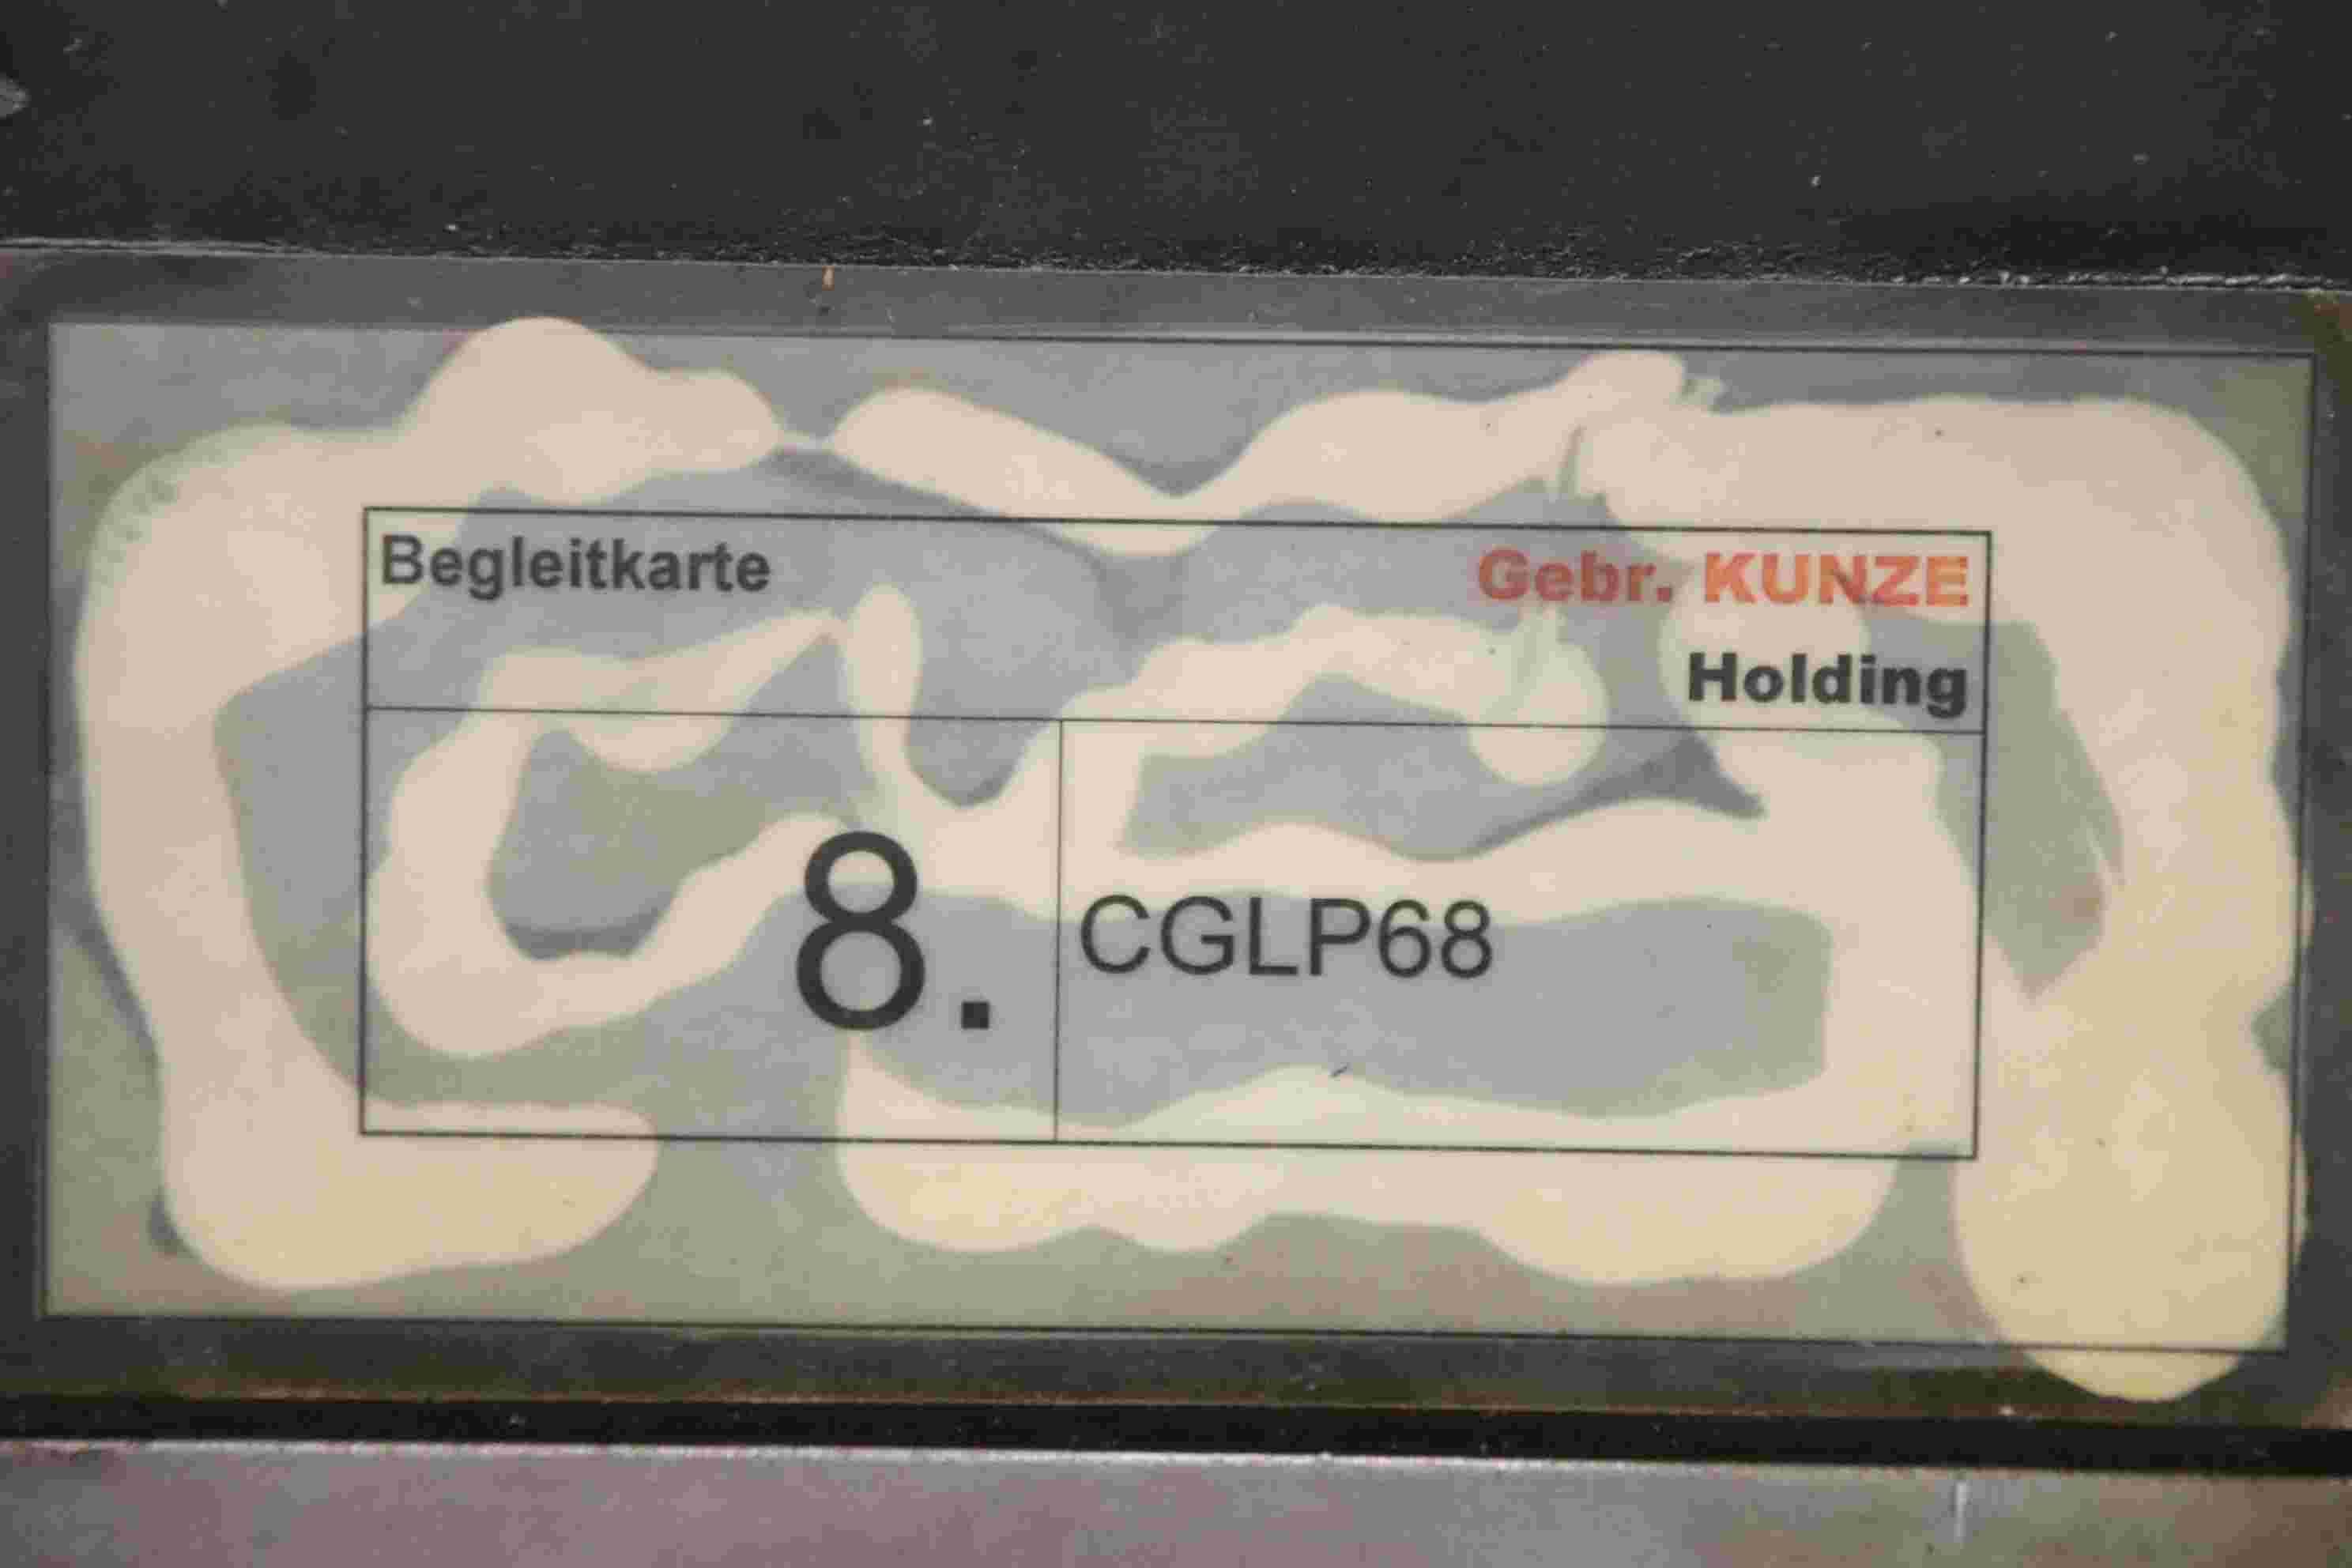 Begleitkarte
Gebr. KUNZE
Holding
8.
CGLP68